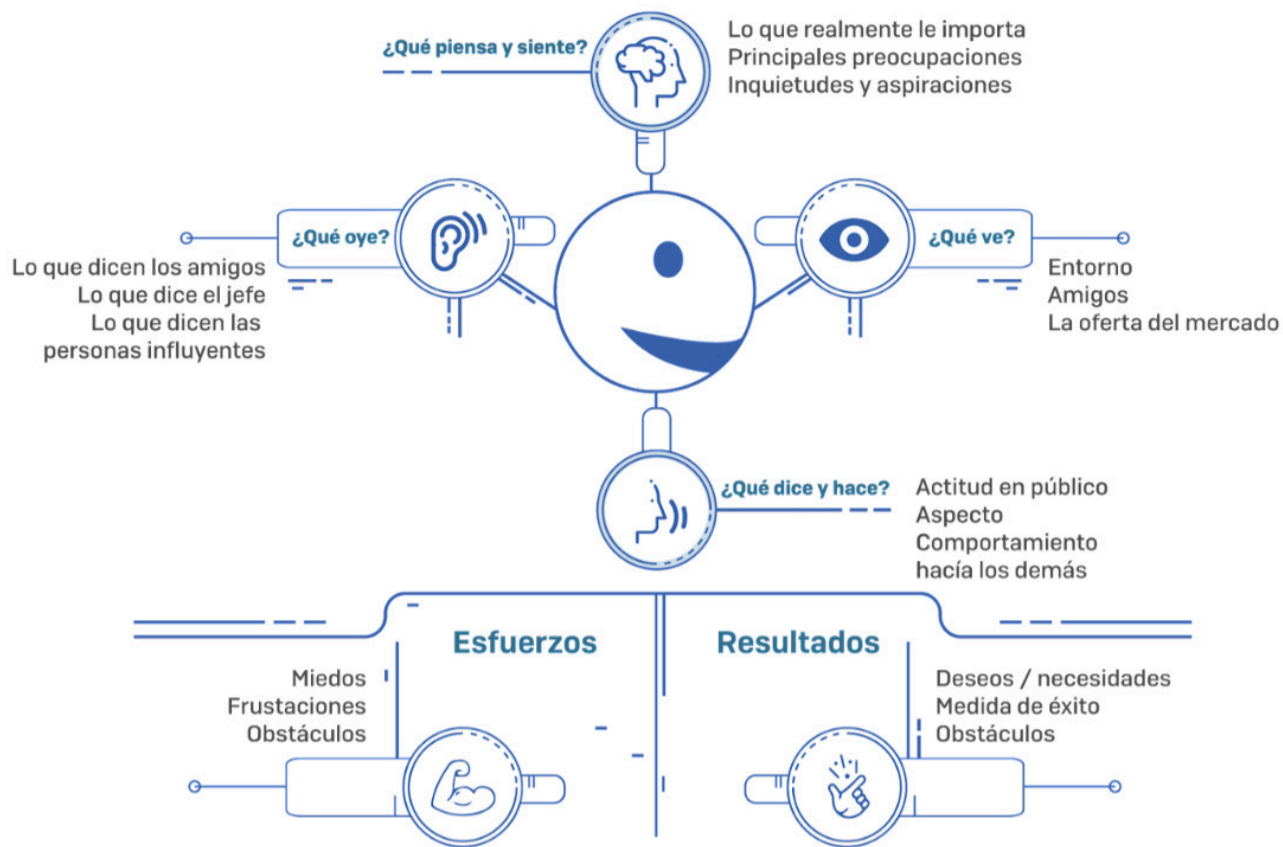 ¿Qué piensa y siente?
Lo que realmente le importa
Principales preocupaciones
Inquietudes y aspiraciones
¿Qué oye?
Lo que dicen los amigos
Lo que dice el jefe
Lo que dicen las
personas influyentes
¿Qué ve?
Entorno
Amigos
La oferta del mercado
¿Qué dice y hace?
Actitud en público
Aspecto
Comportamiento
hacía los demás
Esfuerzos
Miedos
Frustaciones
Obstáculos
Resultados
Deseos / necesidades
Medida de éxito
Obstáculos